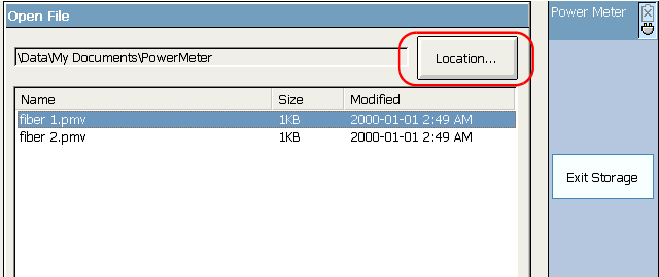 Open File
Power Meter
\Data\My Documents\PowerMeter
Location...
Name Size Modified
fiber 1.pmv 1KB 2000-01-01 2:49 AM
fiber 2.pmv 1KB 2000-01-01 2:49 AM
Exit Storage